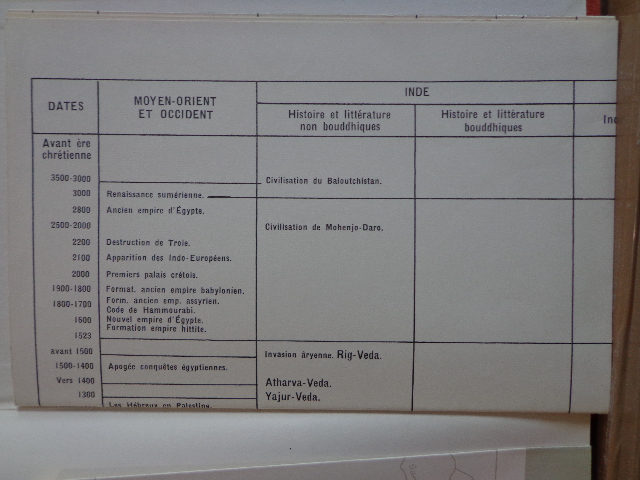 DATES
MOYEN-ORIENT
ET OCCIDENT
INDE
Histoire et littérature
non bouddhiques
Histoire et littérature
bouddhiques
Avant ère
chrétienne
3500-3000 Civilisation du Baloutchistan.
3000 Renaissance sumérienne.
2800 Ancien empire d'Égypte.
2500-2000 Civilisation de Mohenjo-Daro.
2200 Destruction de Troie.
2100 Apparition des Indo-Européens.
2000 Premiers palais crétois.
1900-1800 Format. ancien empire babylonien.
1800-1700 Form. ancien emp. assyrien.
Code de Hammourabi.
1600 Nouvel empire d'Égypte.
Formation empire hittite.
1523
avant 1500 Invasion âryenne. Rig-Veda.
1500-1400 Apogée conquêtes égyptiennes.
Vers 1400 Atharva-Veda.
1300 Yajur-Veda.
Les Hébreux en Palestine.